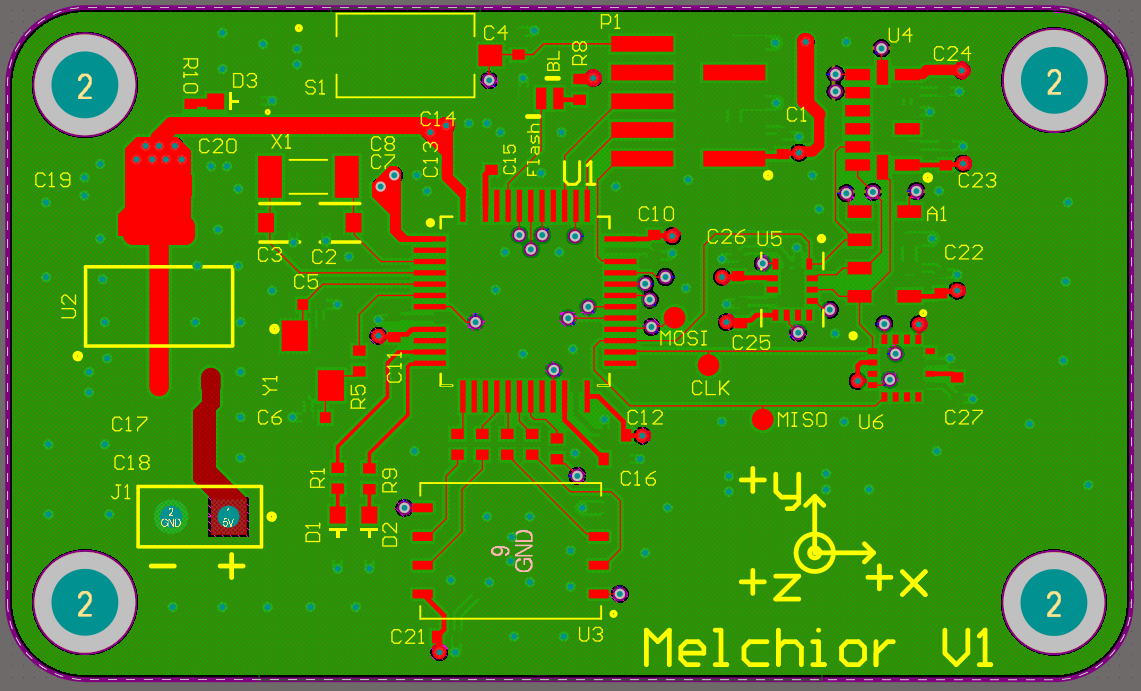 P1
C4
R8
U4
BL
C24
2
R10
D3
S1
2
C1
C14
X1
C8
C20
C7
C13
C15
Flash
U1
C19
C23
A1
C10
C26
U5
C3
C2
C22
C5
U2
MOSI
C25
C11
Y1
R5
CLK
C6
C12
MISO
U6
C27
C17
C18
R1
R9
C16
+y
J1
2
GND
1
5V
D1
D2
9
GND
+z
+x
- +
2
2
C21
U3
Melchior V1